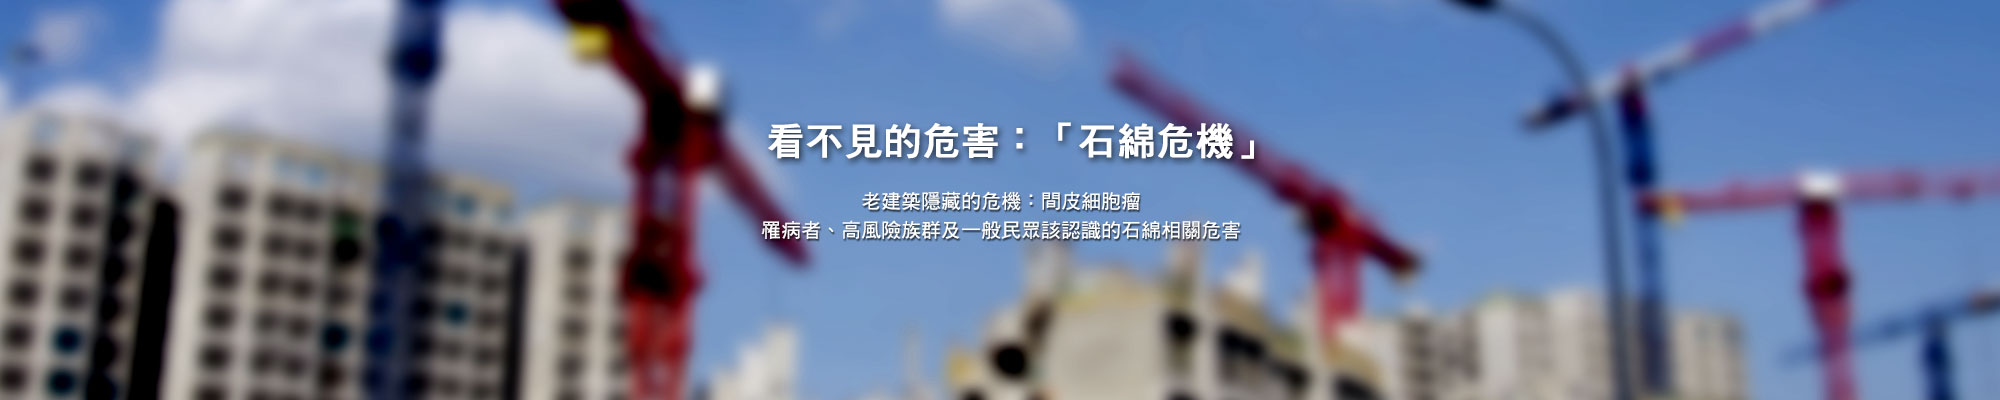 看不見的危害：「石綿危機」
老建築隱藏的危機：間皮細胞瘤
罹病者、高風險族群及一般民眾該認識的石綿相關危害